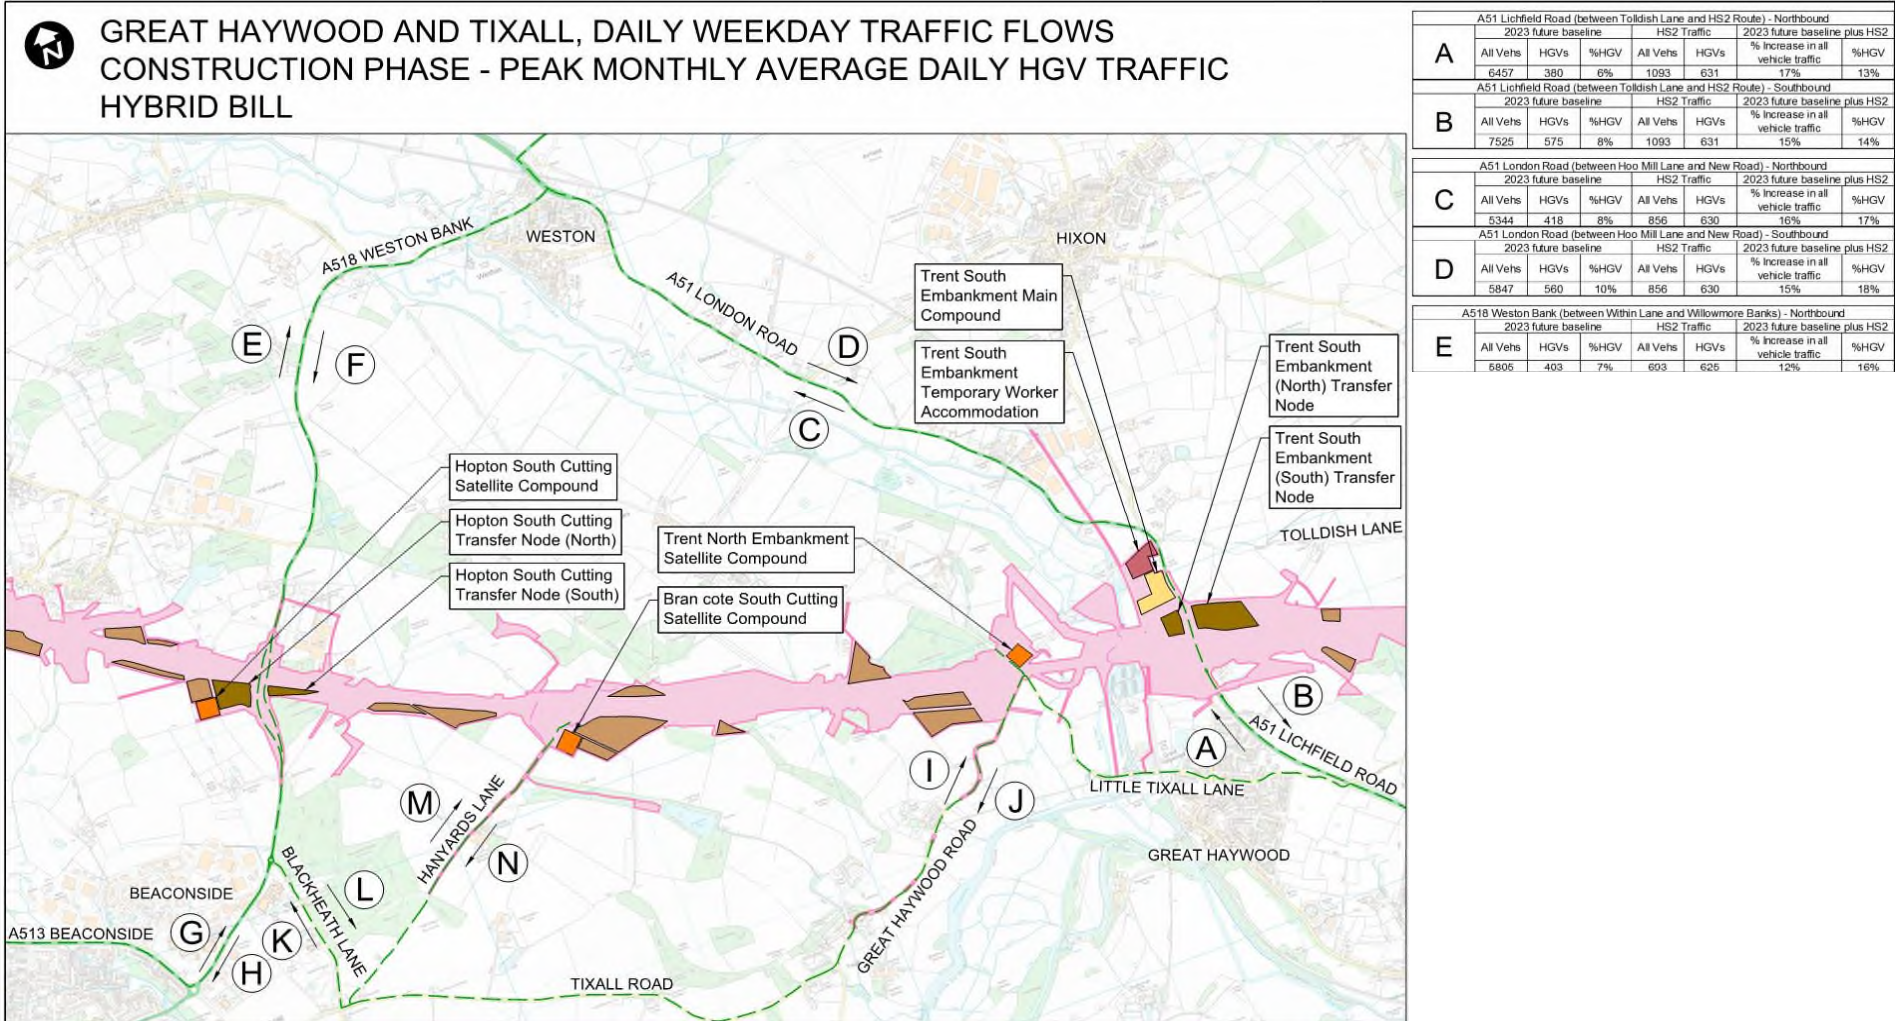 N
GREAT HAYWOOD AND TIXALL, DAILY WEEKDAY TRAFFIC FLOWS
CONSTRUCTION PHASE - PEAK MONTHLY AVERAGE DAILY HGV TRAFFIC
HYBRID BILL
A51 Lichfield Road (between Tolldish Lane and HS2 Route) - Northbound
A
2023 future baseline HS2 Traffic 2023 future baseline plus HS2
All Vehs HGVs %HGV All Vehs HGVs % Increase in all vehicle traffic %HGV
6457 380 6% 1093 631 17% 13%
A51 Lichfield Road (between Tolldish Lane and HS2 Route) - Southbound
B
2023 future baseline HS2 Traffic 2023 future baseline plus HS2
All Vehs HGVs %HGV All Vehs HGVs % Increase in all vehicle traffic %HGV
7525 575 8% 1093 631 15% 14%
A51 London Road (between Hoo Mill Lane and New Road) - Northbound
C
2023 future baseline HS2 Traffic 2023 future baseline plus HS2
All Vehs HGVs %HGV All Vehs HGVs % Increase in all vehicle traffic %HGV
5344 418 8% 856 630 16% 17%
A51 London Road (between Hoo Mill Lane and New Road) - Southbound
D
2023 future baseline HS2 Traffic 2023 future baseline plus HS2
All Vehs HGVs %HGV All Vehs HGVs % Increase in all vehicle traffic %HGV
5847 560 10% 856 630 15% 18%
A518 Weston Bank (between Within Lane and Willowmore Banks) - Northbound
E
2023 future baseline HS2 Traffic 2023 future baseline plus HS2
All Vehs HGVs %HGV All Vehs HGVs % Increase in all vehicle traffic %HGV
5805 403 7% 693 625 12% 16%
A518 WESTON BANK
WESTON
HIXON
A51 LONDON ROAD
Trent South
Embankment Main
Compound
Trent South
Embankment
Temporary Worker
Accommodation
Trent South
Embankment
(North) Transfer
Node
Trent South
Embankment
(South) Transfer
Node
E
F
D
C
TOLLDISH LANE
Hopton South Cutting
Satellite Compound
Hopton South Cutting
Transfer Node (North)
Hopton South Cutting
Transfer Node (South)
Trent North Embankment
Satellite Compound
Bran cote South Cutting
Satellite Compound
B
A
A51 LICHFIELD ROAD
I
J
LITTLE TIXALL LANE
M
HANYARDS LANE
N
GREAT HAYWOOD
GREAT HAYWOOD ROAD
BLACKHEATH LANE
L
BEACONSIDE
A513 BEACONSIDE
G
K
H
TIXALL ROAD